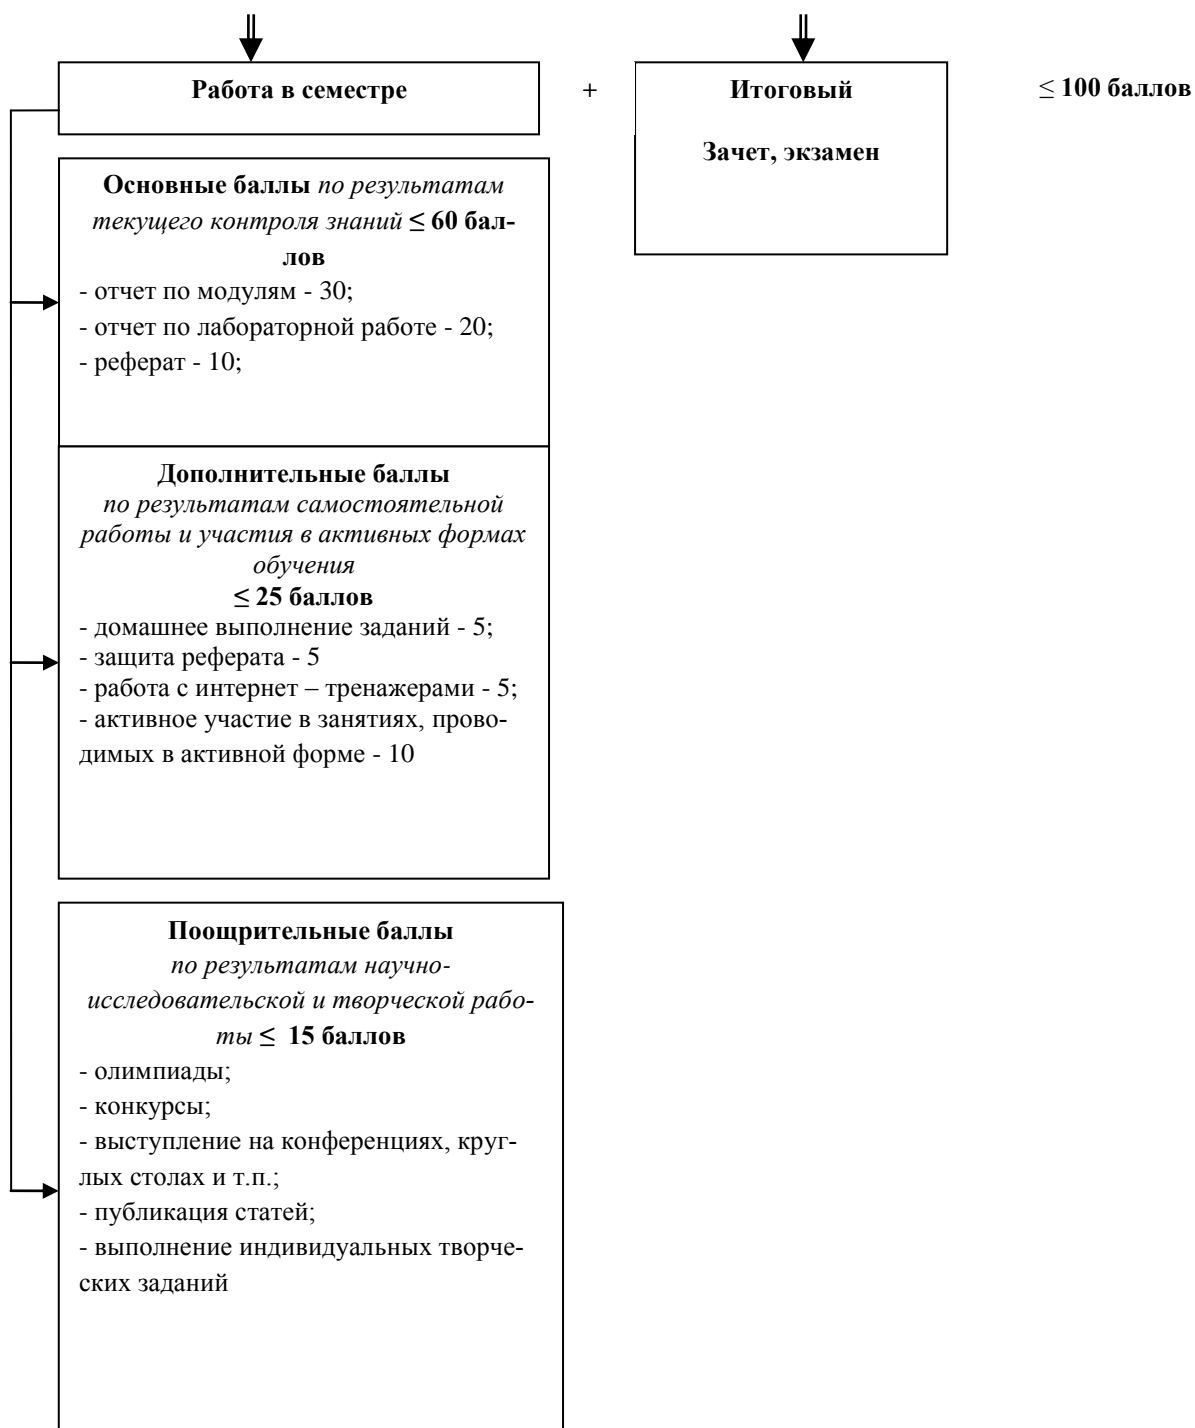 Работа в семестре + Итоговый ≤ 100 баллов
Зачет, экзамен
Основные баллы по результатам
текущего контроля знаний ≤ 60 бал-
лов
- отчет по модулям - 30;
- отчет по лабораторной работе - 20;
- реферат - 10;
Дополнительные баллы
по результатам самостоятельной
работы и участия в активных формах
обучения
≤ 25 баллов
- домашнее выполнение заданий - 5;
- защита реферата - 5
- работа с интернет – тренажерами - 5;
- активное участие в занятиях, прово-
димых в активной форме - 10
Поощрительные баллы
по результатам научно-
исследовательской и творческой рабо-
ты ≤ 15 баллов
- олимпиады;
- конкурсы;
- выступление на конференциях, круг-
лых столах и т.п.;
- публикация статей;
- выполнение индивидуальных творче-
ских заданий